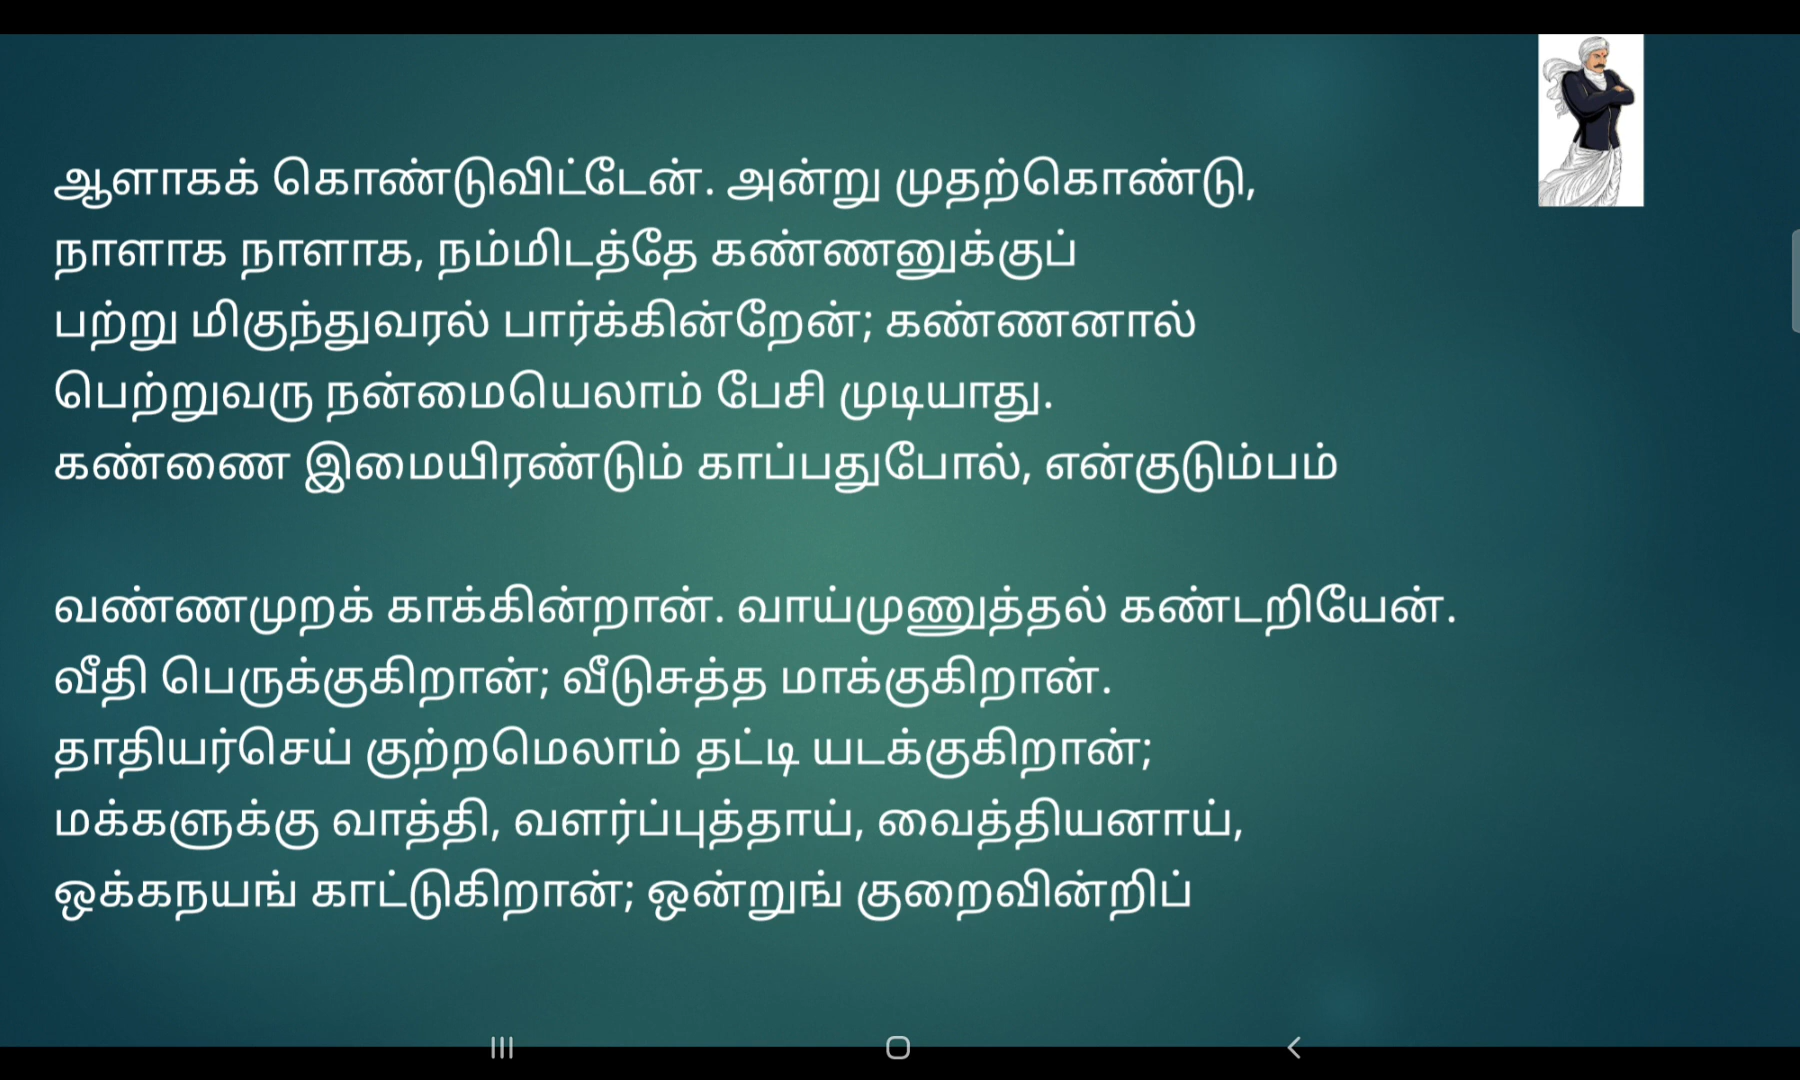 ஆளாகக் கொண்டுவிட்டேன். அன்று முதற்கொண்டு,
நாளாக நாளாக, நம்மிடத்தே கண்ணனுக்குப்
பற்று மிகுந்துவரல் பார்க்கின்றேன்; கண்ணனால்
பெற்றுவரு நன்மையெலாம் பேசி முடியாது.
கண்ணை இமையிரண்டும் காப்பதுபோல், என்குடும்பம்
வண்ணமுறக் காக்கின்றான். வாய்முணுத்தல் கண்டறியேன்.
வீதி பெருக்குகிறான்; வீடுசுத்த மாக்குகிறான்.
தாதியர்செய் குற்றமெலாம் தட்டி யடக்குகிறான்;
மக்களுக்கு வாத்தி, வளர்ப்புத்தாய், வைத்தியனாய்,
ஒக்கநயங் காட்டுகிறான்; ஒன்றுங் குறைவின்றிப்